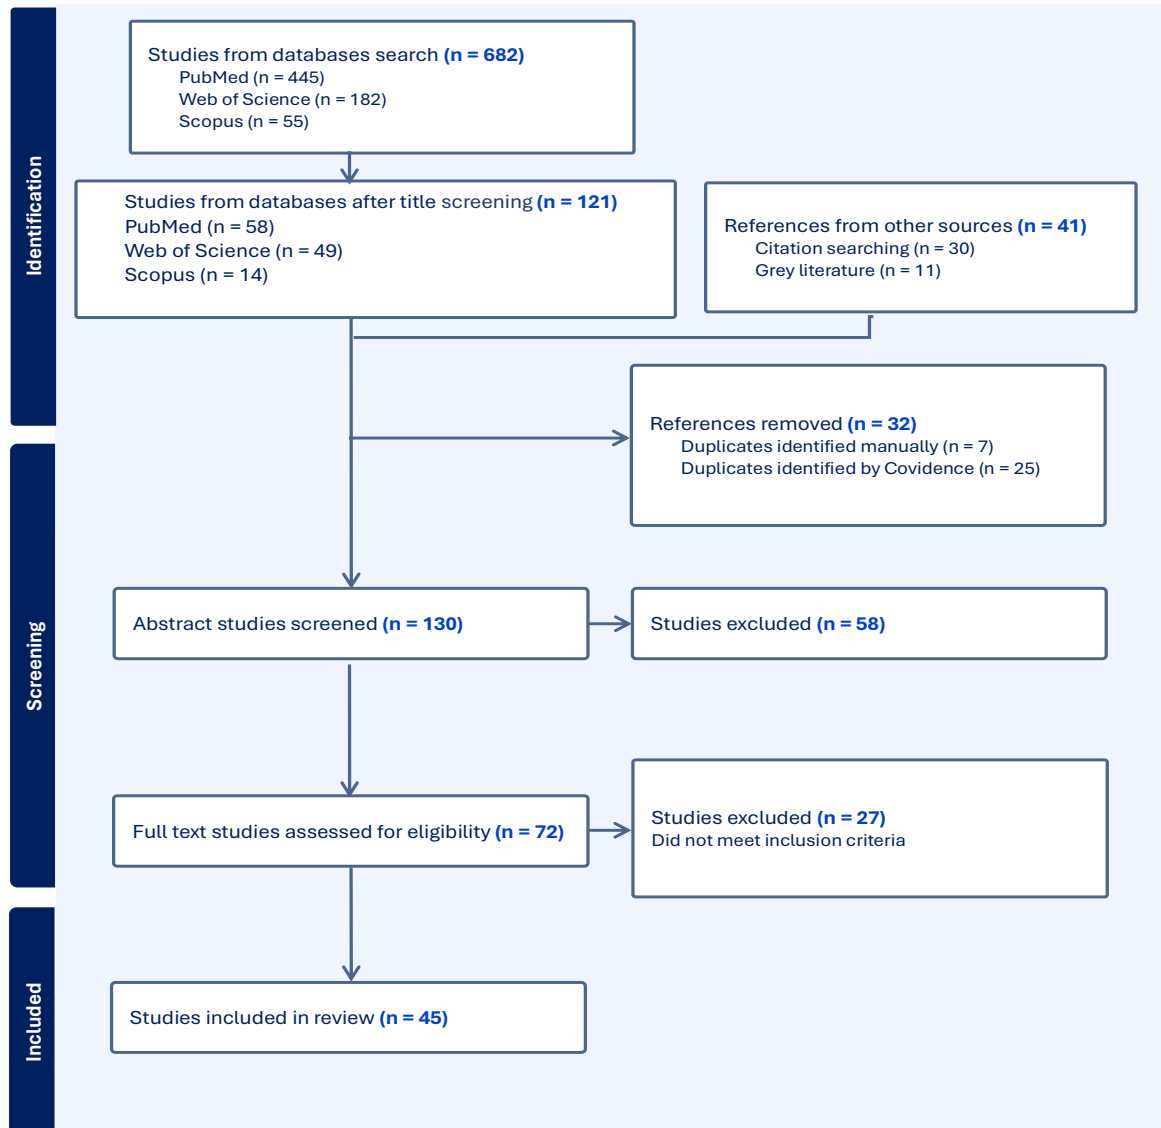 Identification
Studies from databases search (n = 682)
PubMed (n = 445)
Web of Science (n = 182)
Scopus (n = 55)
Studies from databases after title screening (n = 121)
PubMed (n = 58)
Web of Science (n = 49)
Scopus (n = 14)
References from other sources (n = 41)
Citation searching (n = 30)
Grey literature (n = 11)
References removed (n = 32)
Duplicates identified manually (n = 7)
Duplicates identified by Covidence (n = 25)
Screening
Abstract studies screened (n = 130)
Studies excluded (n = 58)
Full text studies assessed for eligibility (n = 72)
Studies excluded (n = 27)
Did not meet inclusion criteria
Included
Studies included in review (n = 45)